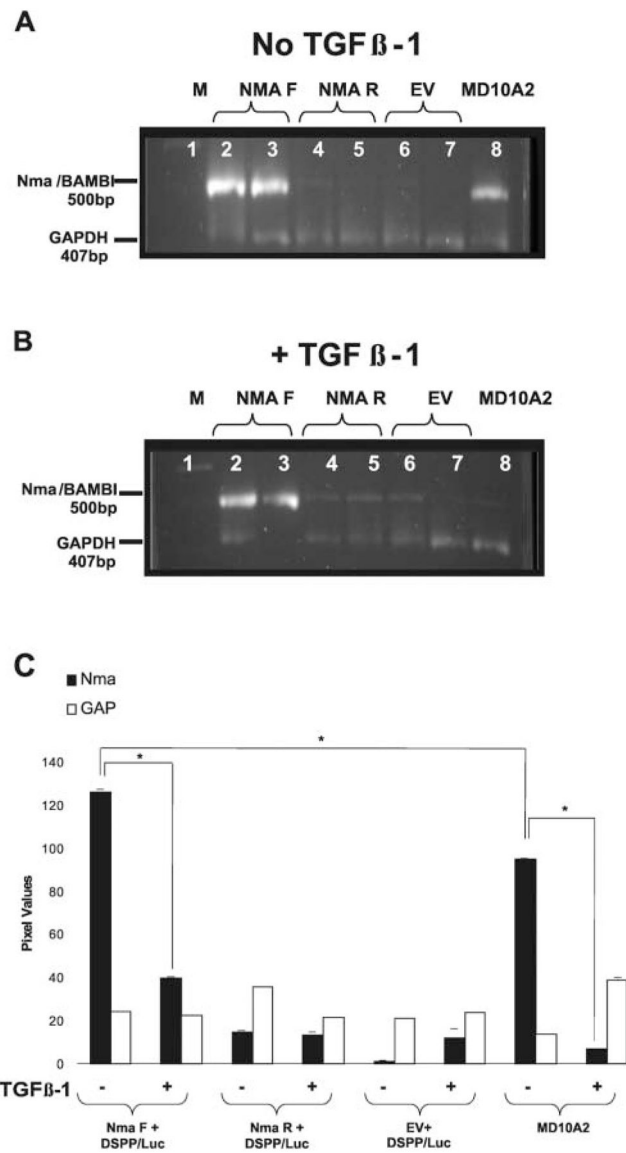 A
No TGFß-1
M NMA F NMA R EV MD10A2
1 2 3 4 5 6 7 8
Nma/BAMBI
500bp
GAPDH
407bp
B
+ TGFß-1
M NMA F NMA R EV MD10A2
1 2 3 4 5 6 7 8
Nma/BAMBI
500bp
GAPDH
407bp
C
Nma
GAP
*
*
*
Pixel Values
140
120
100
80
60
40
20
0
TGFß-1 - + - + - + - +
Nma F + Nma R + EV+ MD10A2
DSPP/Luc DSPP/Luc DSPP/Luc